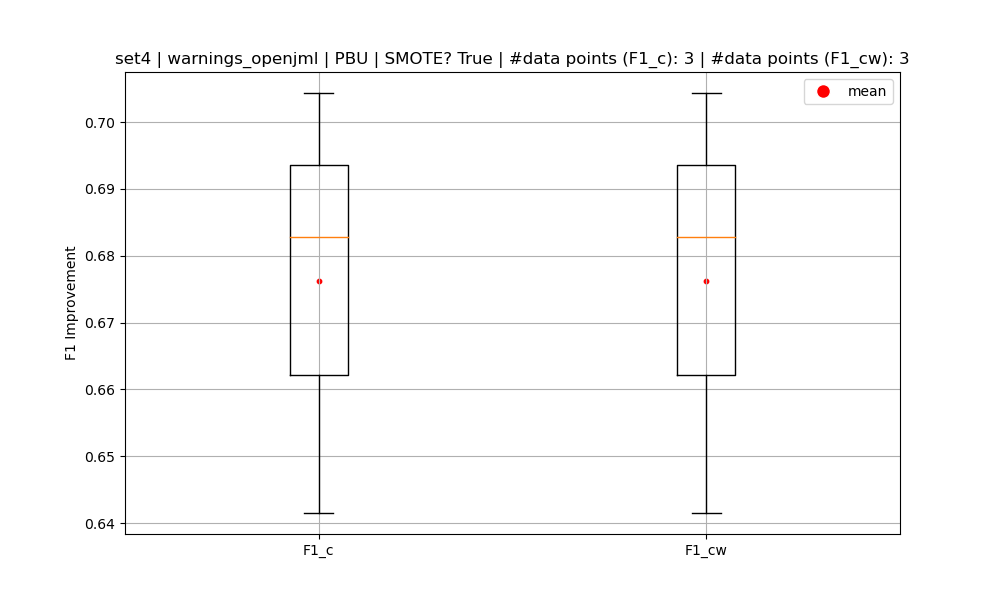 set4 | warnings_openjml | PBU | SMOTE? True | #data points (F1_c): 3 | #data points (F1_cw): 3
mean
0.70
0.69
0.68
0.67
0.66
0.65
0.64
F1 Improvement
F1_c
F1_cw